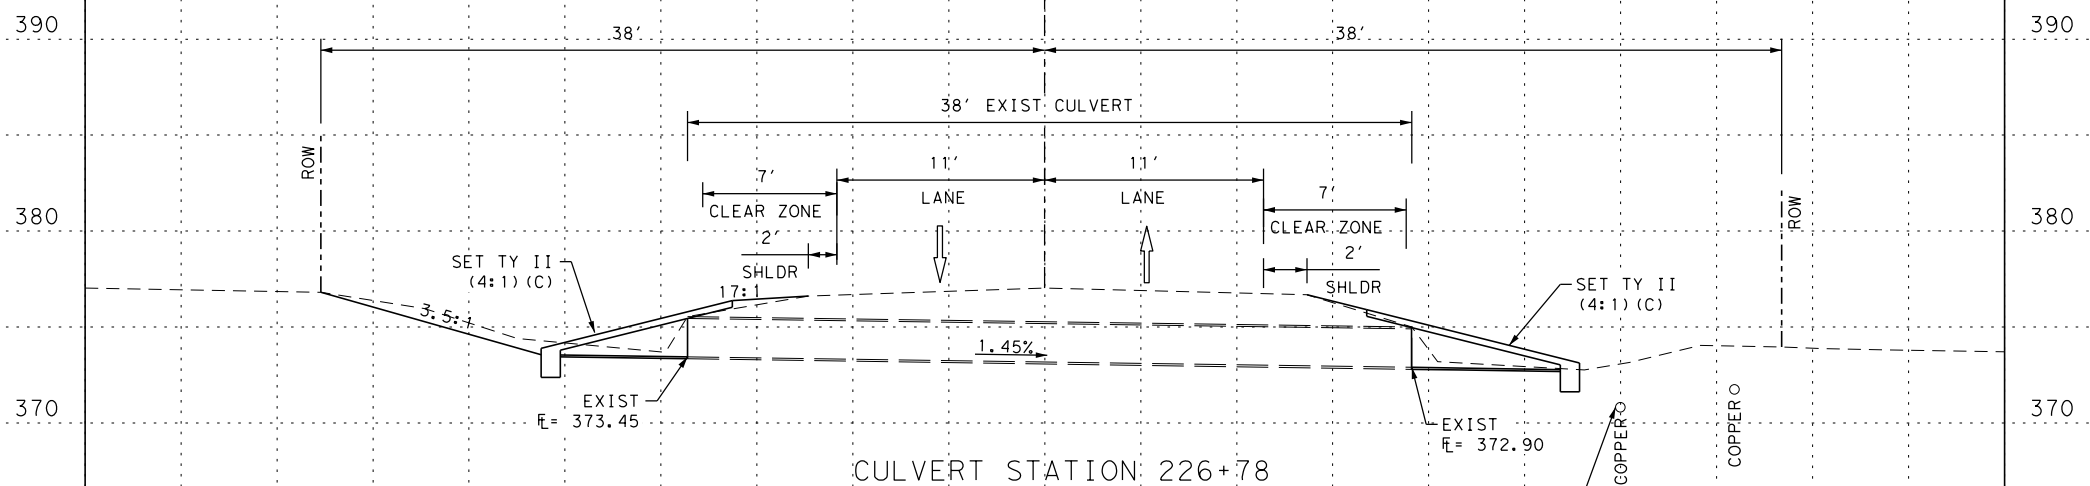 390
390
38'
38'
38' EXIST CULVERT
11'
11'
ROW
7'
LANE
LANE
7'
CLEAR ZONE
380
380
ROW
CLEAR ZONE
2'
2'
SET TY II
(4:1)(C)
SHLDR
SHLDR
SET TY II
(4:1)(C)
17:1
3.5:1
1.45%
EXIST
FL= 373.45
370
370
EXIST
FL= 372.90
COPPER
COPPER
CULVERT STATION 226+78